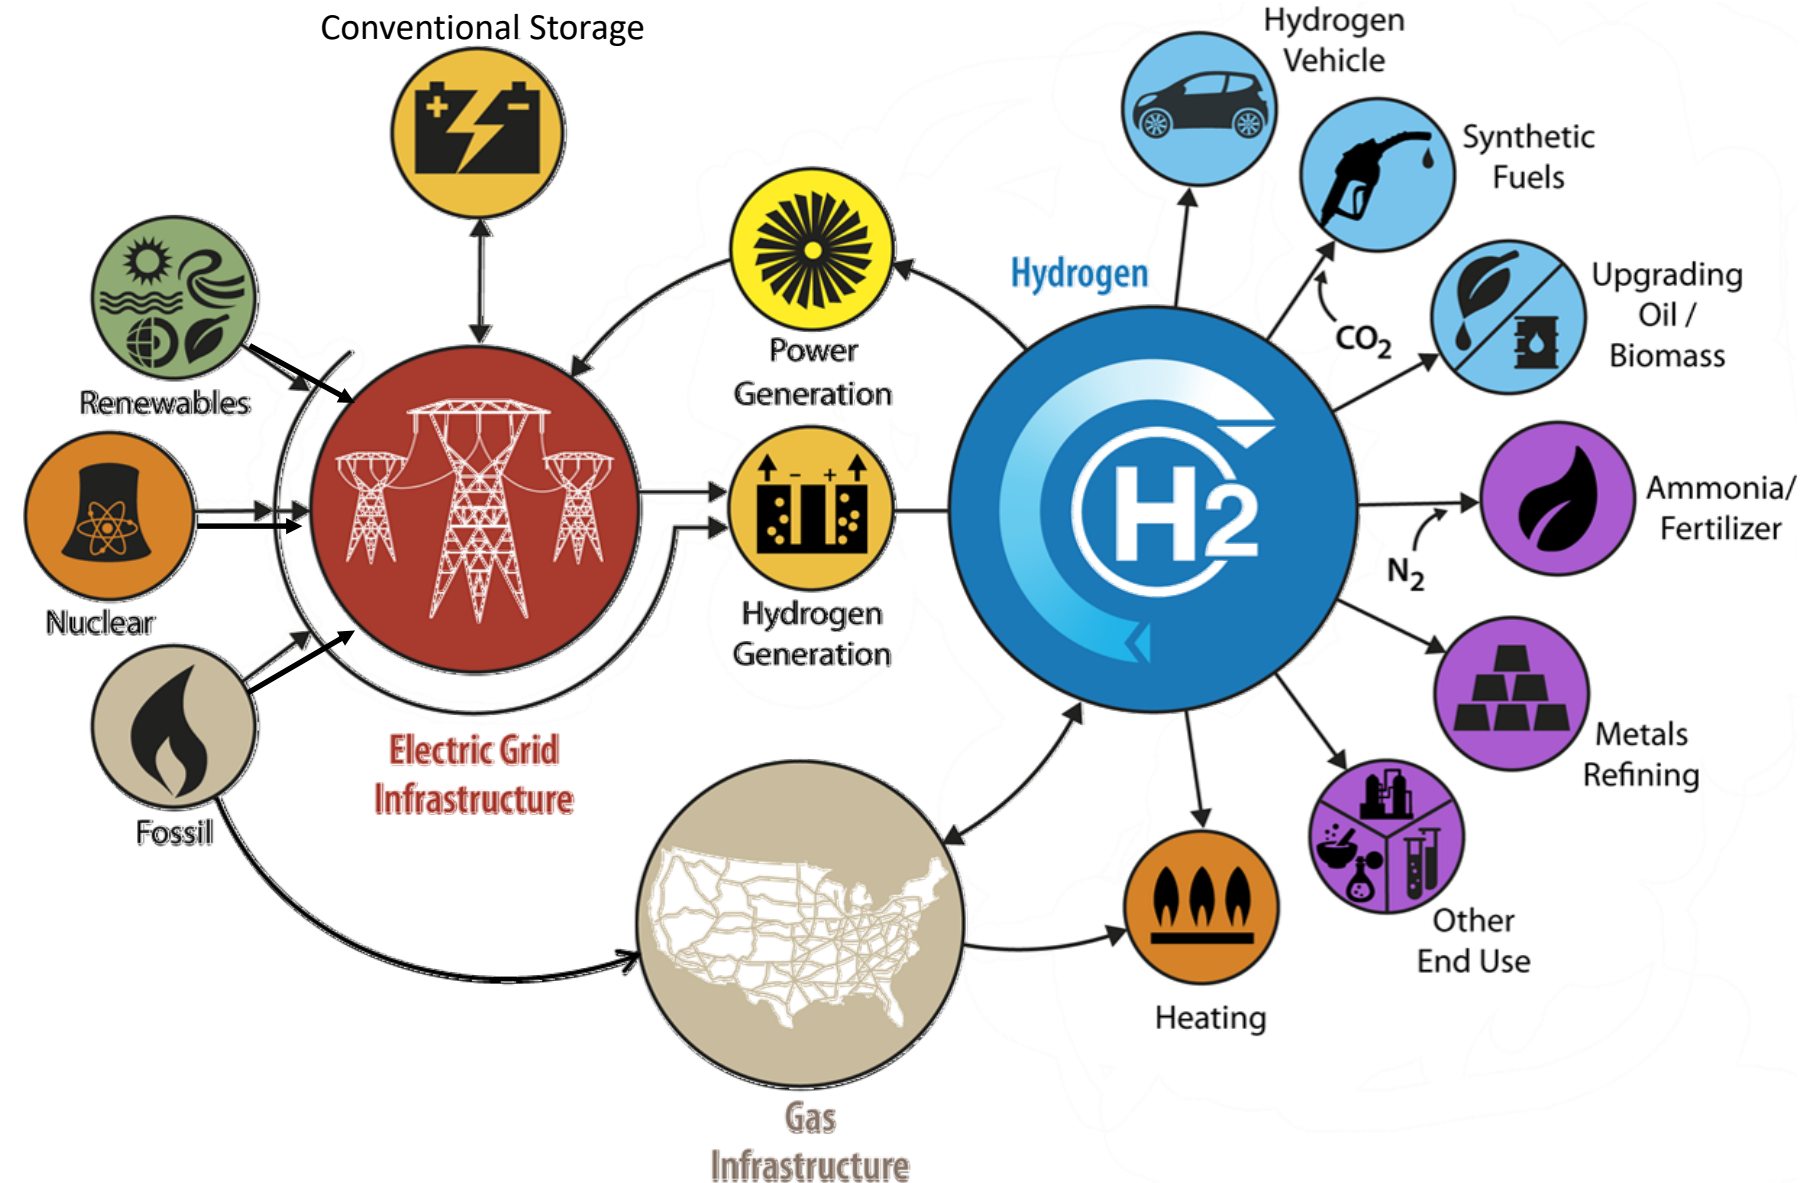 Conventional Storage
Hydrogen
Vehicle
Synthetic
Fuels
Upgrading
Oil /
Biomass
CO2
Hydrogen
Power
Generation
Renewables
+
-
- +
H2
Ammonia/
Fertilizer
N2
Nuclear
Hydrogen
Generation
Metals
Refining
Electric Grid
Infrastructure
Fossil
Other
End Use
Heating
Gas
Infrastructure